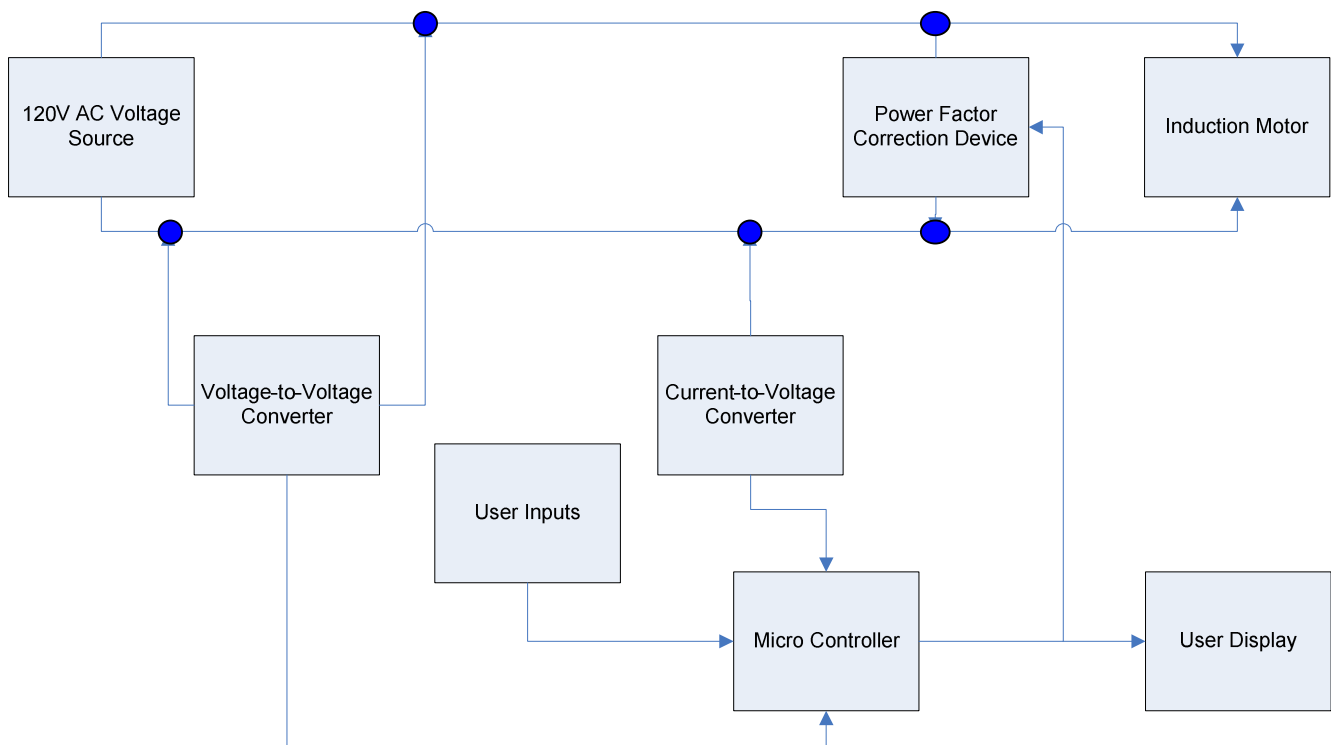 120V AC Voltage
Source
Power Factor
Correction Device
Induction Motor
Voltage-to-Voltage
Converter
Current-to-Voltage
Converter
User Inputs
Micro Controller
User Display